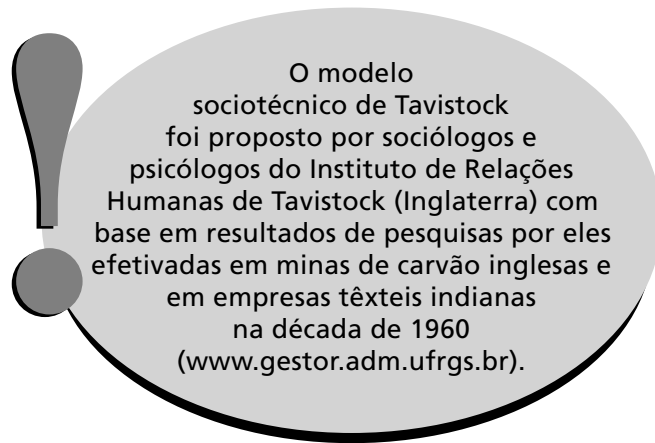 O modelo
sociotécnico de Tavistock
foi proposto por sociólogos e
psicólogos do Instituto de Relações
Humanas de Tavistock (Inglaterra) com
base em resultados de pesquisas por eles
efetivadas em minas de carvão inglesas e
em empresas têxteis indianas
na década de 1960
(www.gestor.adm.ufrgs.br).